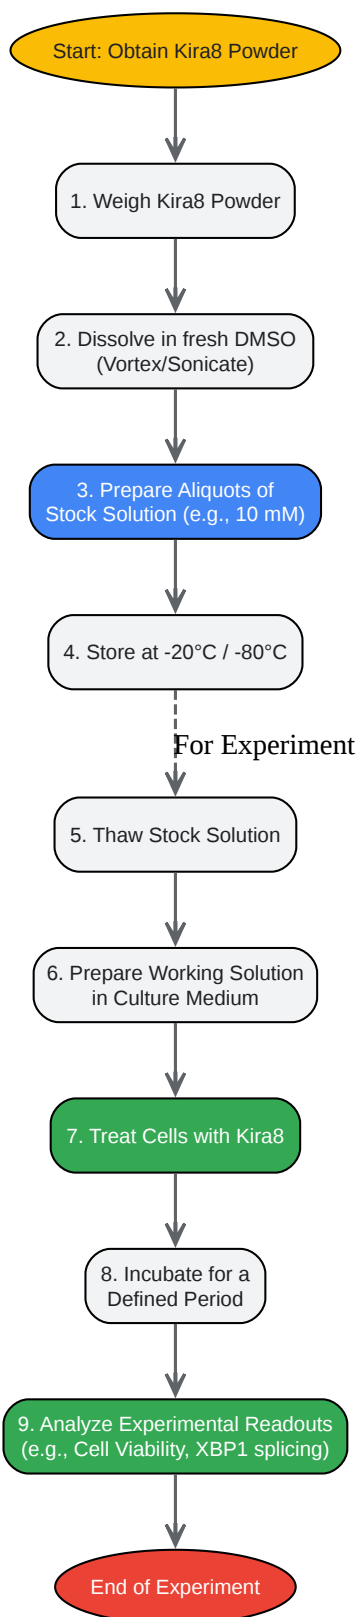 Start: Obtain Kira8 Powder
1. Weigh Kira8 Powder
2. Dissolve in fresh DMSO
(Vortex/Sonicate)
3. Prepare Aliquots of
Stock Solution (e.g., 10 mM)
4. Store at -20°C / -80°C
For Experiment
5. Thaw Stock Solution
6. Prepare Working Solution
in Culture Medium
7. Treat Cells with Kira8
8. Incubate for a
Defined Period
9. Analyze Experimental Readouts
(e.g., Cell Viability, XBP1 splicing)
End of Experiment